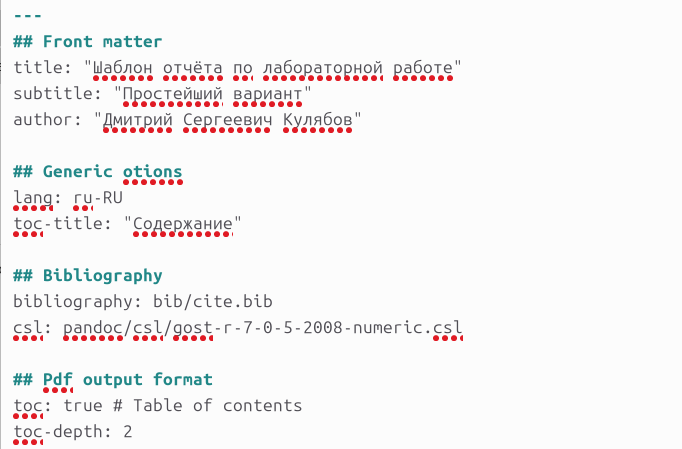 ---
## Front matter
title: "Шаблон отчёта по лабораторной работе"
subtitle: "Простейший вариант"
author: "Дмитрий Сергеевич Кулябов"
## Generic otions
lang: ru-RU
toc-title: "Содержание"
## Bibliography
bibliography: bib/cite.bib
csl: pandoc/csl/gost-r-7-0-5-2008-numeric.csl
## Pdf output format
toc: true # Table of contents
toc-depth: 2